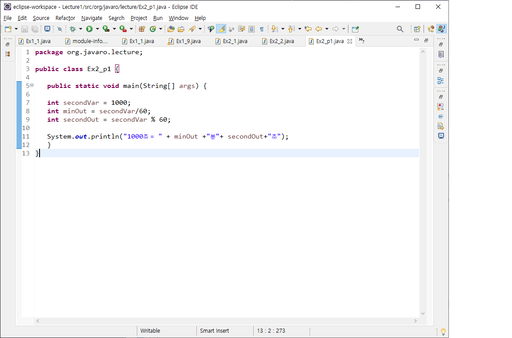 eclipse-workspace - Lecture1/src/org/javaro/lecture/Ex2_p1.java - Eclipse IDE
File Edit Source Refactor Navigate Search Project Run Window Help
Ex1_1.java module-info... Ex1_1.java Ex1_9.java Ex2_1.java Ex2_2.java Ex2_p1.java
1 package org.javaro.lecture;
2
3 public class Ex2_p1 {
4
5 public static void main(String[] args) {
6
7 int secondVar = 1000;
8 int minOut = secondVar/60;
9 int secondOut = secondVar % 60;
10
11 System.out.println("1000초 = " + minOut +"분"+ secondOut+"초");
12 }
13 }
Writable Smart Insert 13 : 2 : 273